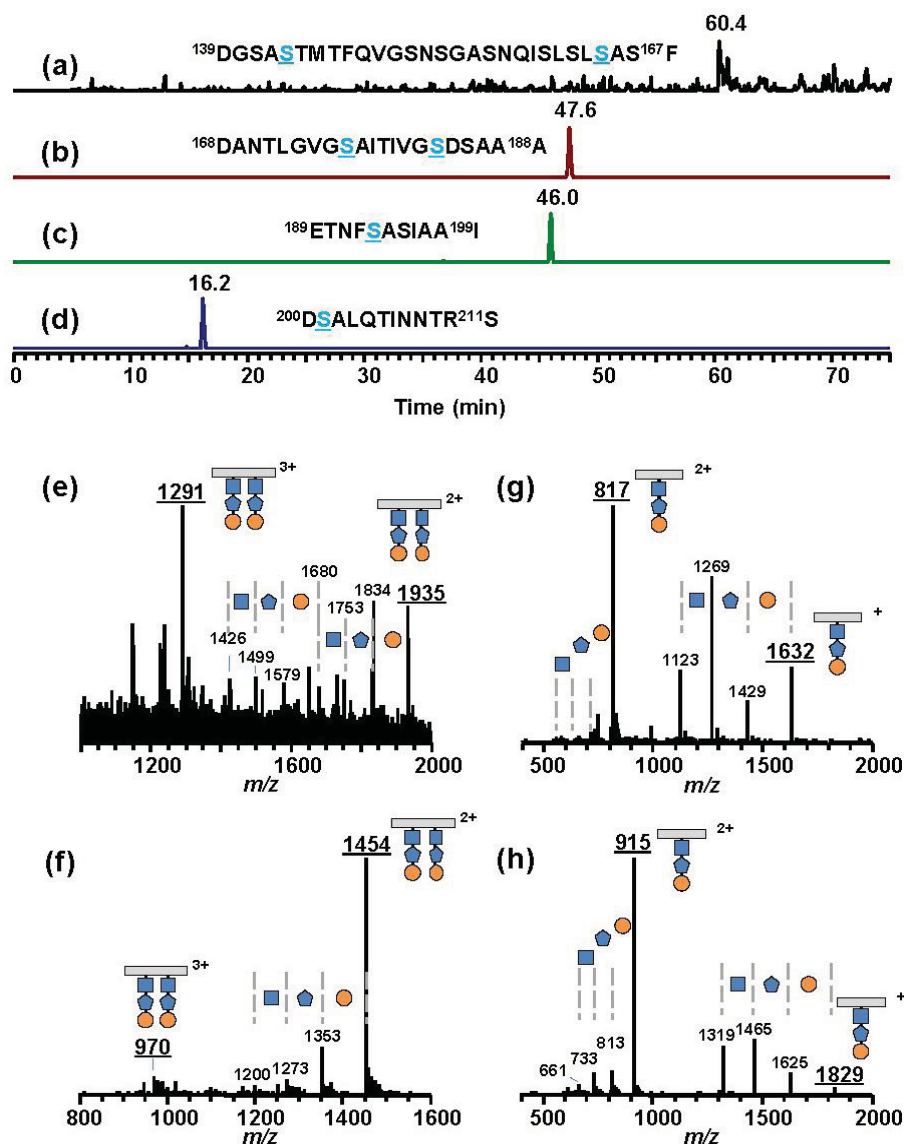 60.4
(a) ¹³⁹DGSASTMTFQVGSNSGASNQISLSLSAS¹⁶⁷F
47.6
(b) ¹⁶⁸DANTLGVGSAITIVGSDSAA¹⁸⁸A
46.0
(c) ¹⁸⁹ETNFSASIAA¹⁹⁹I
16.2
(d) ²⁰⁰DSALQTINNTR²¹¹S
0 10 20 30 40 50 60 70
Time (min)
(e)
3+
1291
2+
1680
1834 1935
1753
1426
1499
1579
1200 1600 2000
m/z
(g)
2+
817
1269
+
1632
1123
1429
500 1000 1500 2000
m/z
(f)
2+
1454
3+
970
1353
1200 1273
800 1000 1200 1400 1600
m/z
(h)
2+
915
+
1465
1319
813
733
661
1625
1829
500 1000 1500 2000
m/z